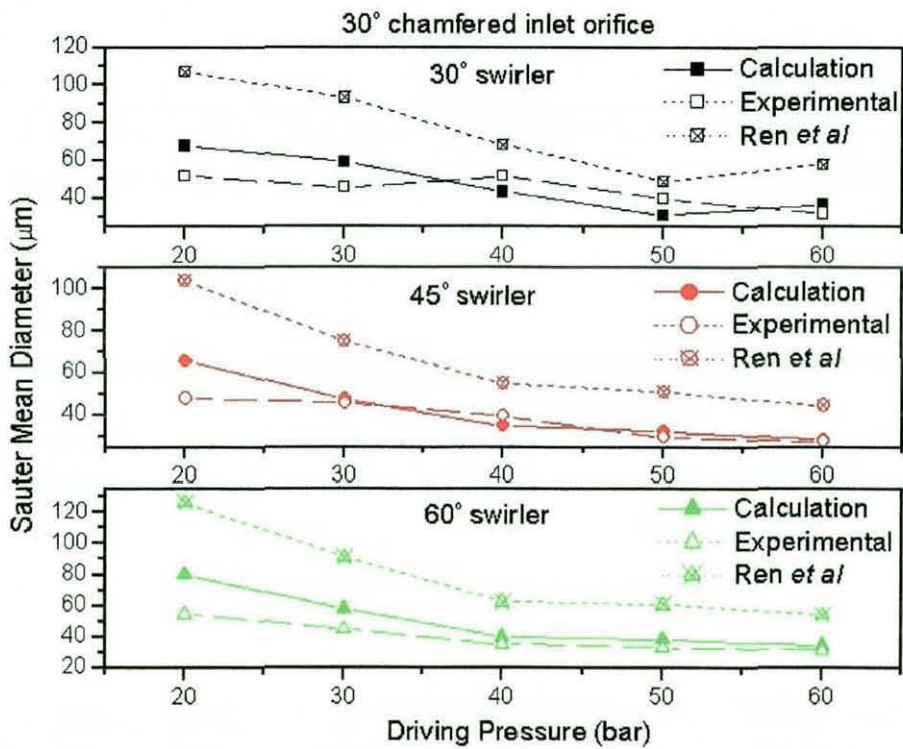 30° chamfered inlet orifice
120
100
80
60
40
30° swirler
Calculation
Experimental
Ren et al
20 30 40 50 60
100
80
60
40
45° swirler
Calculation
Experimental
Ren et al
20 30 40 50 60
120
100
80
60
40
20
60° swirler
Calculation
Experimental
Ren et al
20 30 40 50 60
Sauter Mean Diameter (μm)
Driving Pressure (bar)